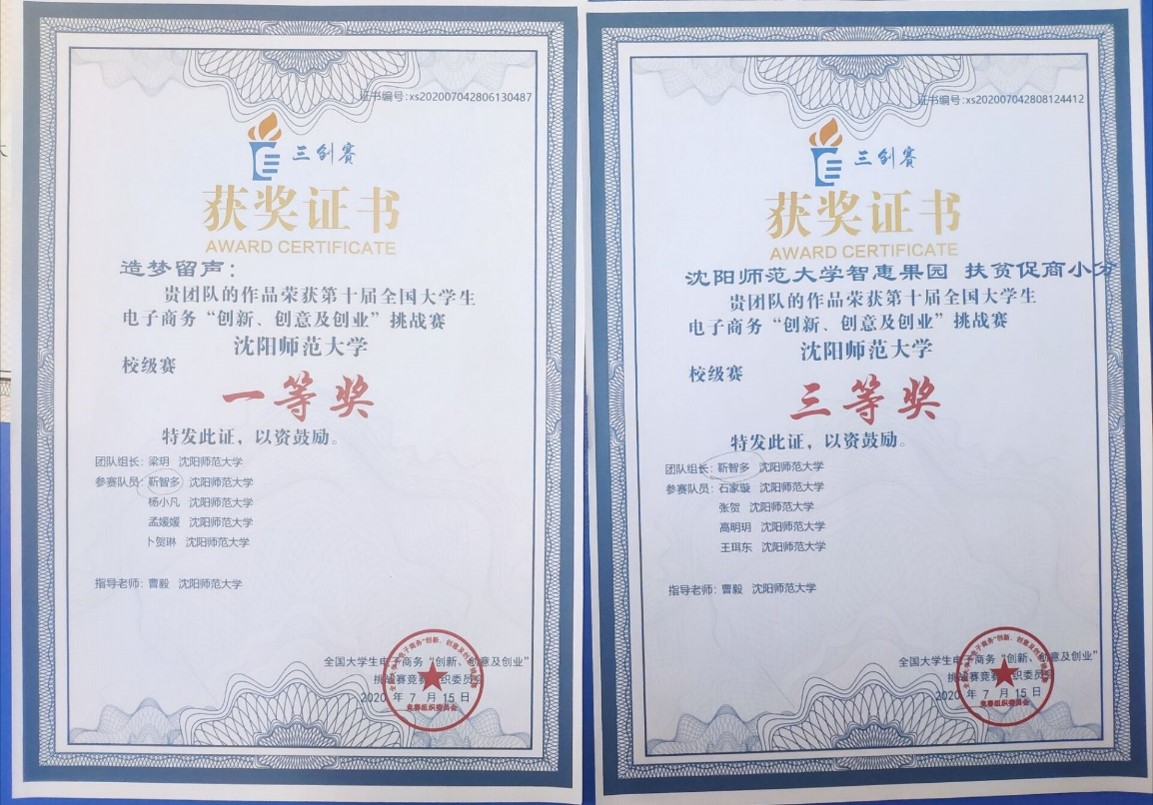 证书编号:xs202007042806130487
三创赛
获奖证书
AWARD CERTIFICATE
造梦留声：
贵团队的作品荣获第十届全国大学生
电子商务“创新、创意及创业”挑战赛
沈阳师范大学
校级赛
一等奖
特发此证，以资鼓励。
团队组长：梁玥 沈阳师范大学
参赛队员：靳智多 沈阳师范大学
杨小凡 沈阳师范大学
孟媛媛 沈阳师范大学
卜贺琳 沈阳师范大学
指导老师：曹毅 沈阳师范大学
全国大学生电子商务“创新、创意及创业”
挑战赛竞赛组织委员会
2020 年 7 月 15 日
竞赛组织委员会
证书编号:xs202007042808124412
三创赛
获奖证书
AWARD CERTIFICATE
沈阳师范大学智惠果园 扶贫促商小分
贵团队的作品荣获第十届全国大学生
电子商务“创新、创意及创业”挑战赛
沈阳师范大学
校级赛
三等奖
特发此证，以资鼓励。
团队组长：靳智多 沈阳师范大学
参赛队员：石家璇 沈阳师范大学
张贺 沈阳师范大学
高明玥 沈阳师范大学
王珥东 沈阳师范大学
指导老师：曹毅 沈阳师范大学
全国大学生电子商务“创新、创意及创业”
挑战赛竞赛组织委员会
2020 年 7 月 15 日
竞赛组织委员会